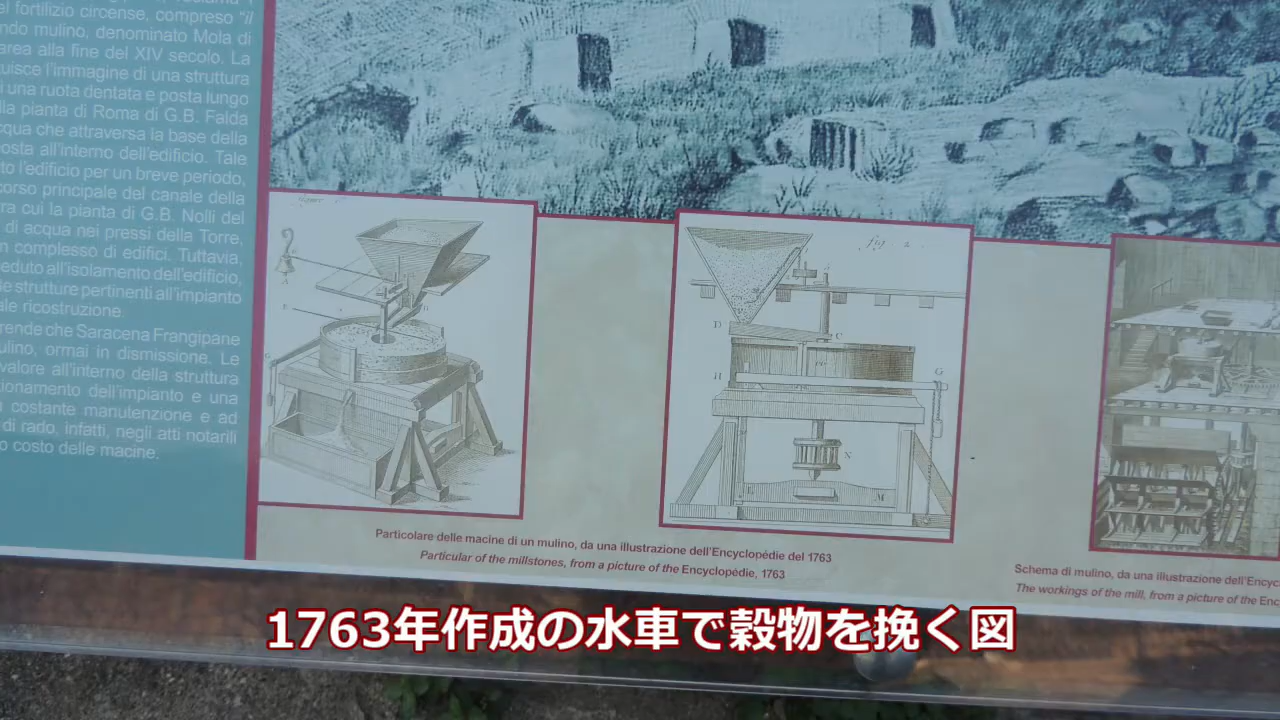 el fortilizio circense, compreso "il
ndo mulino, denominato Mola di
area alla fine del XIV secolo. La
uisce l'immagine di una struttura
i una ruota dentata e posta lungo
lla pianta di Roma di G.B. Falda
cqua che attraversa la base della
osta all'interno dell'edificio. Tale
to l'edificio per un breve periodo,
corso principale del canale della
ra cui la pianta di G.B. Nolli del
di acqua nei pressi della Torre,
n complesso di edifici. Tuttavia,
eduto all'isolamento dell'edificio,
le strutture pertinenti all'impianto
ale ricostruzione.
rende che Saracena Frangipane
ulino, ormai in dismissione. Le
valore all'interno della struttura
zionamento dell'impianto e una
costante manutenzione e ad
di rado, infatti, negli atti notarili
o costo delle macine.
fig 2
D
C
H
G
N
M
Particolare delle macine di un mulino, da una illustrazione dell'Encyclopédie del 1763
Particular of the millstones, from a picture of the Encyclopédie, 1763
Schema di mulino, da una illustrazione dell'Encyc
The workings of the mill, from a picture of the Enc
1763年作成の水車で穀物を挽く図